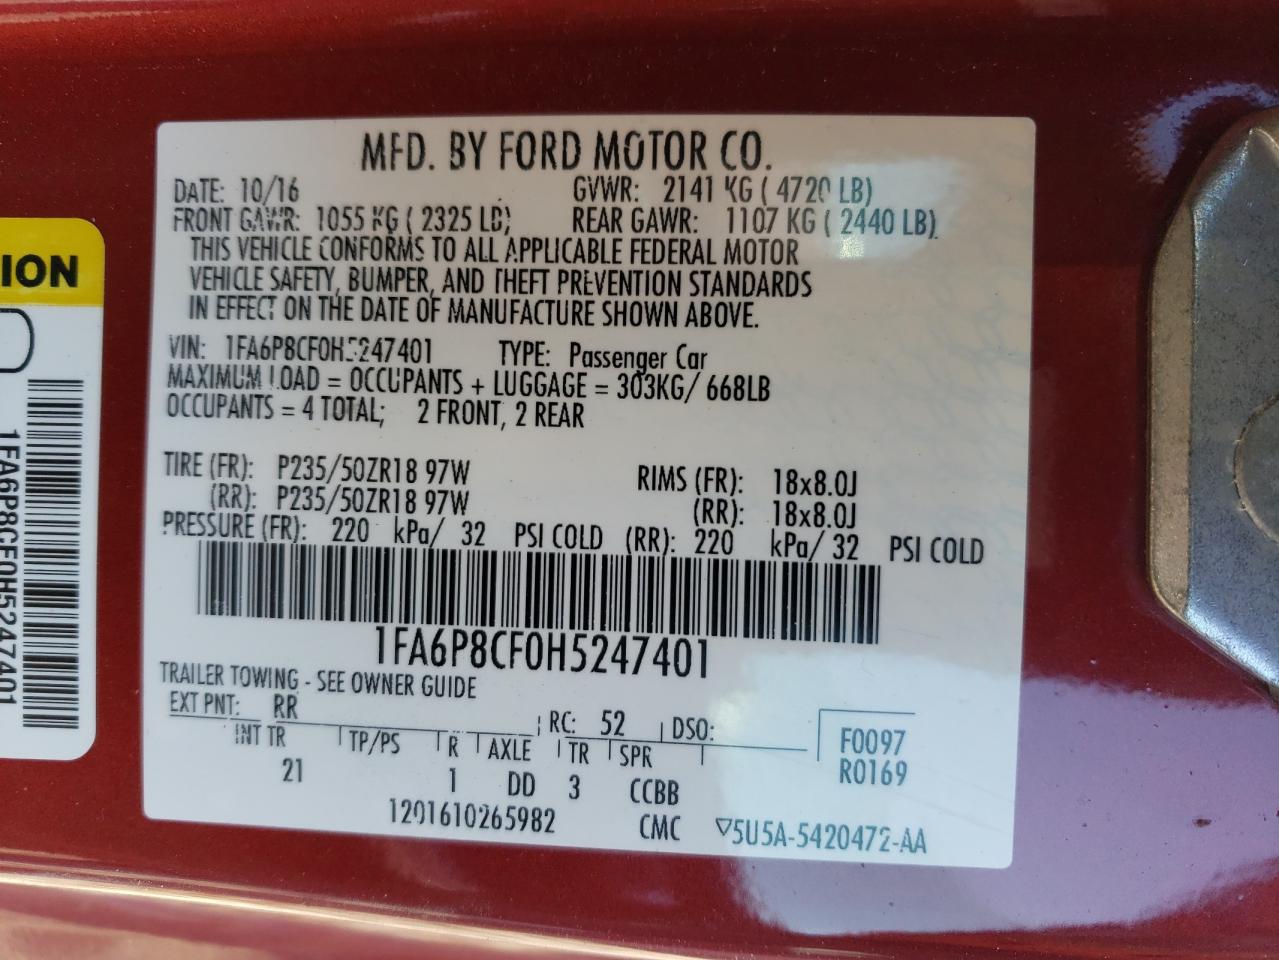 MFD. BY FORD MOTOR CO.
DATE: 10/16 GVWR: 2141 KG ( 4720 LB)
FRONT GAWR: 1055 KG ( 2325 LB) REAR GAWR: 1107 KG ( 2440 LB)
THIS VEHICLE CONFORMS TO ALL APPLICABLE FEDERAL MOTOR
VEHICLE SAFETY, BUMPER, AND THEFT PREVENTION STANDARDS
IN EFFECT ON THE DATE OF MANUFACTURE SHOWN ABOVE.
VIN: 1FA6P8CF0H5247401 TYPE: Passenger Car
MAXIMUM LOAD = OCCUPANTS + LUGGAGE = 303KG/ 668LB
OCCUPANTS = 4 TOTAL; 2 FRONT, 2 REAR
TIRE (FR): P235/50ZR18 97W RIMS (FR): 18x8.0J
(RR): P235/50ZR18 97W (RR): 18x8.0J
PRESSURE (FR): 220 kPa/ 32 PSI COLD (RR): 220 kPa/ 32 PSI COLD
1FA6P8CF0H5247401
TRAILER TOWING - SEE OWNER GUIDE
EXT PNT: RR RC: 52 DSO:
INT TR TP/PS R AXLE TR SPR F0097
21 1 DD 3 CCBB R0169
1201610265982 CMC ▽5U5A-5420472-AA
ION
1FA6P8CF0H5247401